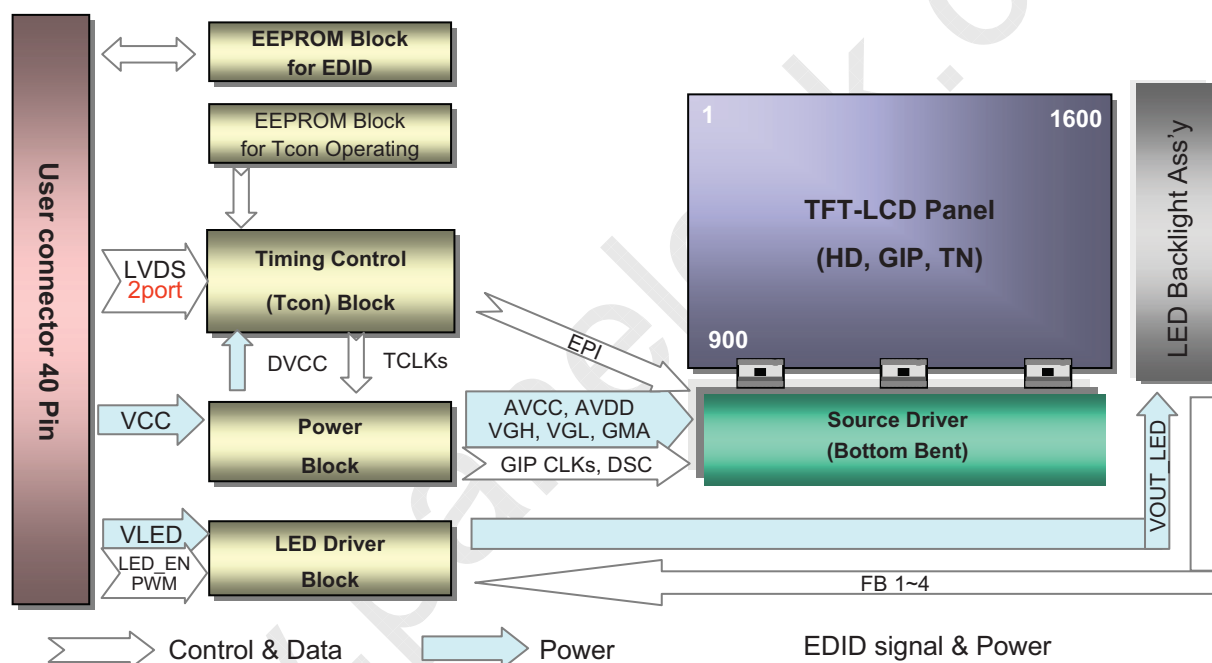 User connector 40 Pin
EEPROM Block
for EDID
EEPROM Block
for Tcon Operating
LVDS
2port
Timing Control
(Tcon) Block
DVCC
TCLKs
EPI
VCC
Power
Block
AVCC, AVDD
VGH, VGL, GMA
GIP CLKs, DSC
VLED
LED_EN
PWM
LED Driver
Block
1
1600
TFT-LCD Panel
(HD, GIP, TN)
900
Source Driver
(Bottom Bent)
LED Backlight Ass'y
VOUT_LED
FB 1~4
Control & Data
Power
EDID signal & Power